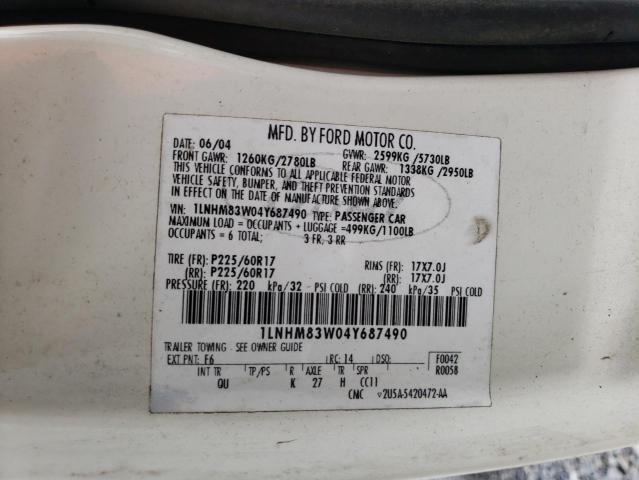 MFD. BY FORD MOTOR CO.
DATE: 06/04 GVWR: 2599KG /5730LB
FRONT GAWR: 1260KG/2780LB REAR GAWR: 1338KG /2950LB
THIS VEHICLE CONFORMS TO ALL APPLICABLE FEDERAL MOTOR
VEHICLE SAFETY, BUMPER, AND THEFT PREVENTION STANDARDS
IN EFFECT ON THE DATE OF MANUFACTURE SHOWN ABOVE.
VIN: 1LNHM83W04Y687490 TYPE: PASSENGER CAR
MAXIMUM LOAD = OCCUPANTS + LUGGAGE =499KG/1100LB
OCCUPANTS = 6 TOTAL; 3 FR, 3 RR
TIRE (FR): P225/60R17 RIMS (FR): 17X7.0J
(RR): P225/60R17 (RR): 17X7.0J
PRESSURE (FR): 220 kPa/32 PSI COLD (RR): 240 kPa/35 PSI COLD
1LNHM83W04Y687490
TRAILER TOWING - SEE OWNER GUIDE
EXT PNT: F6 RC: 14 DSO: F0042
INT TR TP/PS R AXLE TR SPR R0058
QU K 27 H CC11
CMC v2U5A-5420472-AA